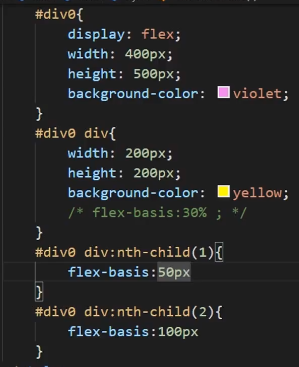 #div0{
display: flex;
width: 400px;
height: 500px;
background-color: violet;
}
#div0 div{
width: 200px;
height: 200px;
background-color: yellow;
/* flex-basis:30% ; */
}
#div0 div:nth-child(1){
flex-basis:50px
}
#div0 div:nth-child(2){
flex-basis:100px
}